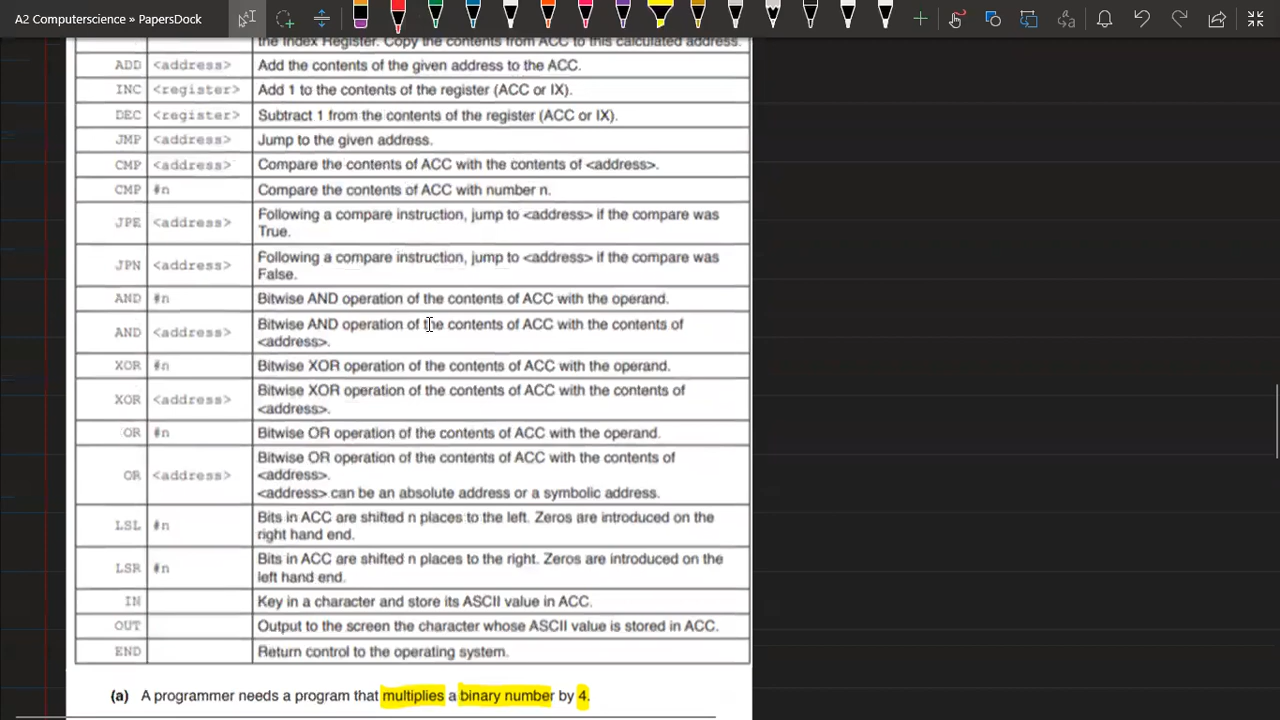 A2 Computerscience » PapersDock
the Index Register. Copy the contents from ACC to this calculated address.
ADD <address> Add the contents of the given address to the ACC.
INC <register> Add 1 to the contents of the register (ACC or IX).
DEC <register> Subtract 1 from the contents of the register (ACC or IX).
JMP <address> Jump to the given address.
CMP <address> Compare the contents of ACC with the contents of <address>.
CMP #n Compare the contents of ACC with number n.
JPE <address> Following a compare instruction, jump to <address> if the compare was
True.
JPN <address> Following a compare instruction, jump to <address> if the compare was
False.
AND #n Bitwise AND operation of the contents of ACC with the operand.
AND <address> Bitwise AND operation of the contents of ACC with the contents of
<address>.
XOR #n Bitwise XOR operation of the contents of ACC with the operand.
XOR <address> Bitwise XOR operation of the contents of ACC with the contents of
<address>.
OR #n Bitwise OR operation of the contents of ACC with the operand.
OR <address> Bitwise OR operation of the contents of ACC with the contents of
<address>.
<address> can be an absolute address or a symbolic address.
LSL #n Bits in ACC are shifted n places to the left. Zeros are introduced on the
right hand end.
LSR #n Bits in ACC are shifted n places to the right. Zeros are introduced on the
left hand end.
IN Key in a character and store its ASCII value in ACC.
OUT Output to the screen the character whose ASCII value is stored in ACC.
END Return control to the operating system.
(a) A programmer needs a program that multiplies a binary number by 4.